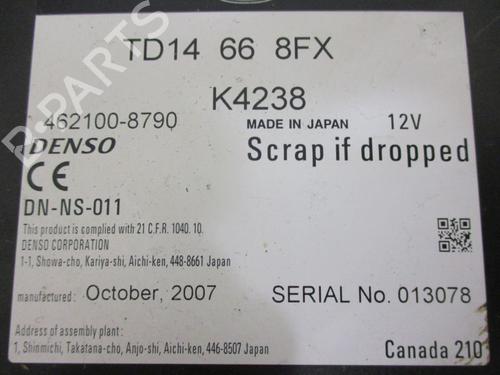 TD14 66 8FX
K4238
462100-8790 MADE IN JAPAN 12V
DENSO Scrap if dropped
CE
DN-NS-011
This product is complied with 21 C.F.R. 1040. 10.
DENSO CORPORATION
1-1, Showa-cho, Kariya-shi, Aichi-ken, 448-8661 Japan
manufactured: October, 2007 SERIAL No. 013078
Address of assembly plant:
1, Shinmichi, Takatana-cho, Anjo-shi, Aichi-ken, 446-8507 Japan Canada 210
B-PARTS